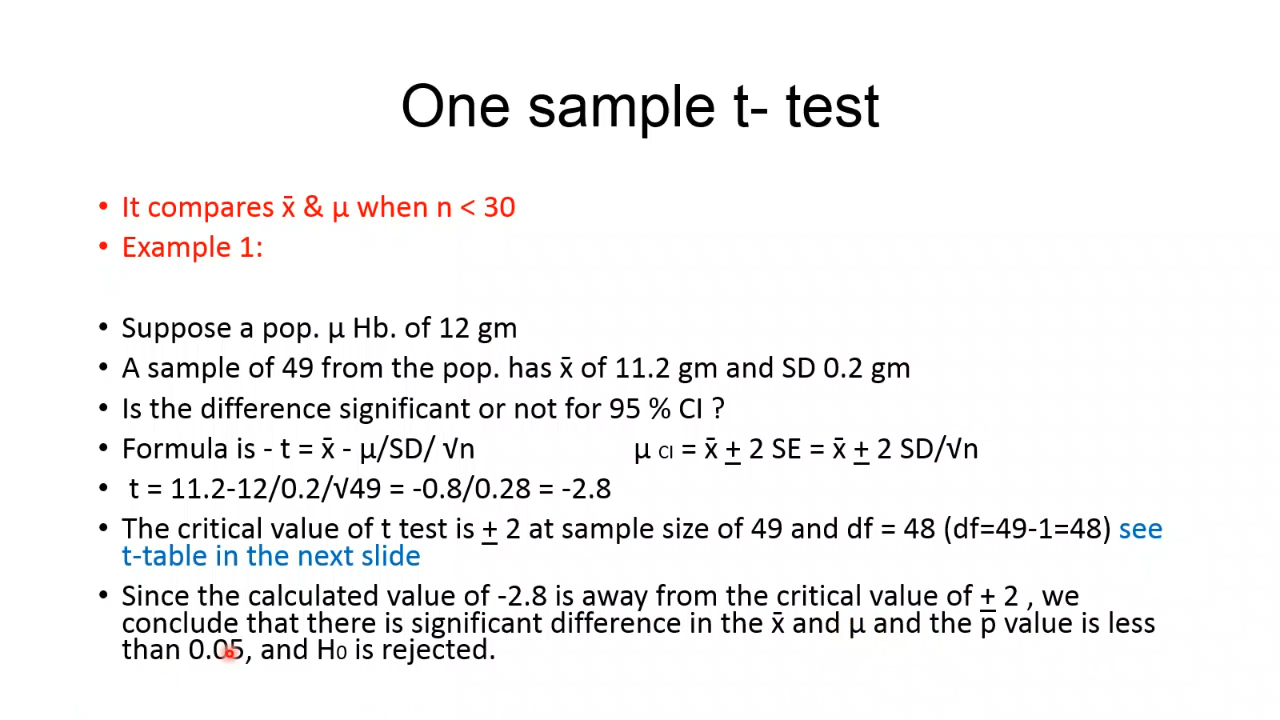 One sample t- test
• It compares x̄ & µ when n < 30
• Example 1:
• Suppose a pop. µ Hb. of 12 gm
• A sample of 49 from the pop. has x̄ of 11.2 gm and SD 0.2 gm
• Is the difference significant or not for 95 % CI ?
• Formula is - t = x̄ - µ/SD/ √n µ CI = x̄ + 2 SE = x̄ + 2 SD/√n
• t = 11.2-12/0.2/√49 = -0.8/0.28 = -2.8
• The critical value of t test is + 2 at sample size of 49 and df = 48 (df=49-1=48) see
t-table in the next slide
• Since the calculated value of -2.8 is away from the critical value of + 2 , we
conclude that there is significant difference in the x̄ and µ and the p value is less
than 0.05, and H0 is rejected.